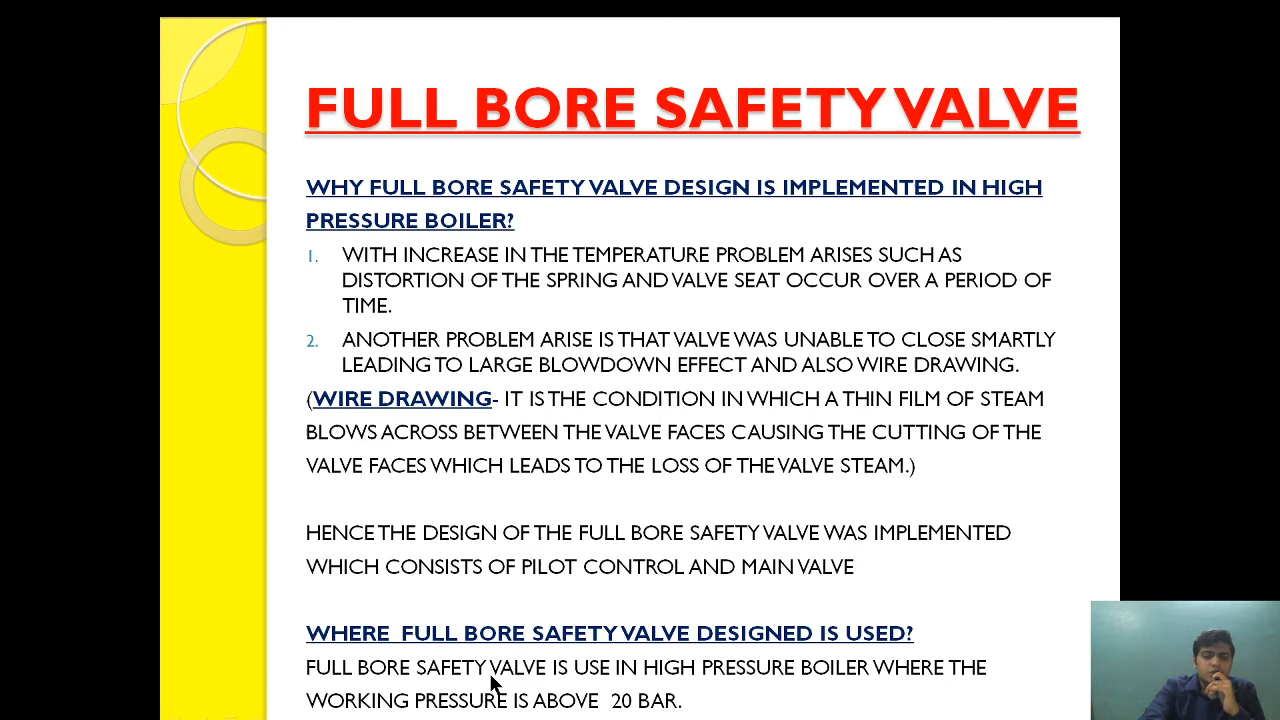 FULL BORE SAFETY VALVE
WHY FULL BORE SAFETY VALVE DESIGN IS IMPLEMENTED IN HIGH
PRESSURE BOILER?
1. WITH INCREASE IN THE TEMPERATURE PROBLEM ARISES SUCH AS
DISTORTION OF THE SPRING AND VALVE SEAT OCCUR OVER A PERIOD OF
TIME.
2. ANOTHER PROBLEM ARISE IS THAT VALVE WAS UNABLE TO CLOSE SMARTLY
LEADING TO LARGE BLOWDOWN EFFECT AND ALSO WIRE DRAWING.
(WIRE DRAWING- IT IS THE CONDITION IN WHICH A THIN FILM OF STEAM
BLOWS ACROSS BETWEEN THE VALVE FACES CAUSING THE CUTTING OF THE
VALVE FACES WHICH LEADS TO THE LOSS OF THE VALVE STEAM.)
HENCE THE DESIGN OF THE FULL BORE SAFETY VALVE WAS IMPLEMENTED
WHICH CONSISTS OF PILOT CONTROL AND MAIN VALVE
WHERE FULL BORE SAFETY VALVE DESIGNED IS USED?
FULL BORE SAFETY VALVE IS USE IN HIGH PRESSURE BOILER WHERE THE
WORKING PRESSURE IS ABOVE 20 BAR.